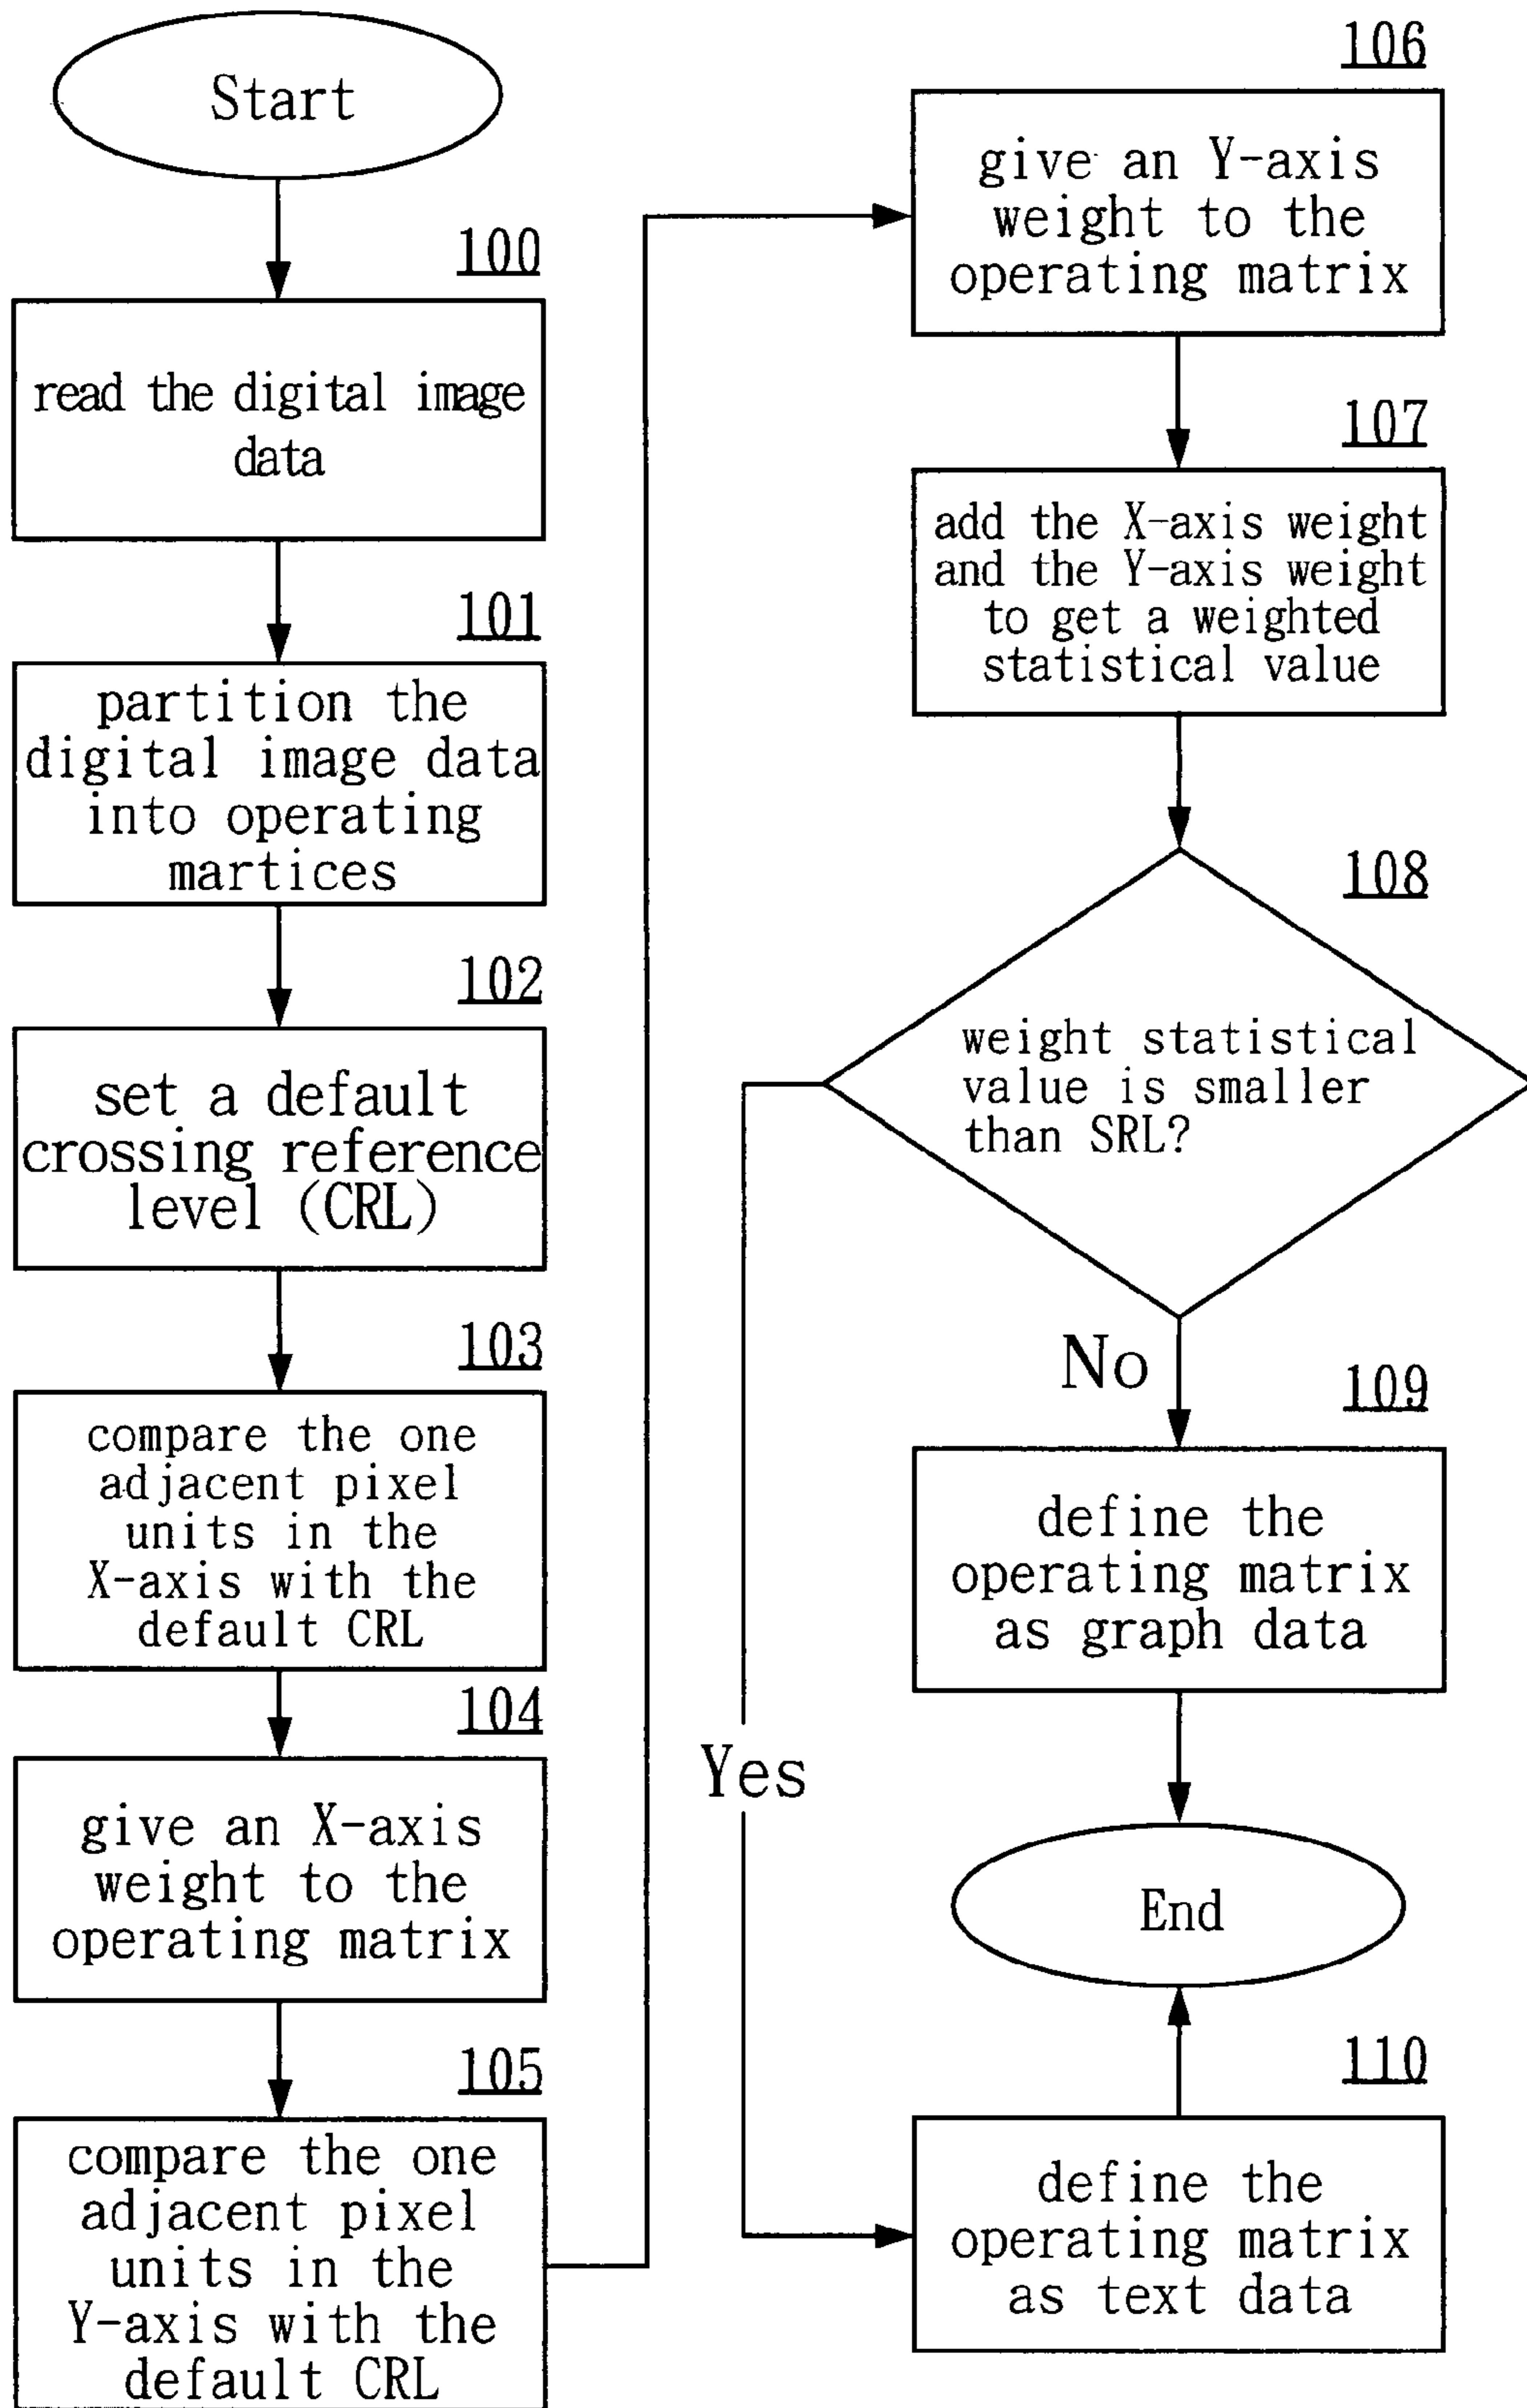 Start
100
read the digital image
data
101
partition the
digital image data
into operating
martices
102
set a default
crossing reference
level (CRL)
103
compare the one
adjacent pixel
units in the
X-axis with the
default CRL
104
give an X-axis
weight to the
operating matrix
105
compare the one
adjacent pixel
units in the
Y-axis with the
default CRL
106
give an Y-axis
weight to the
operating matrix
107
add the X-axis weight
and the Y-axis weight
to get a weighted
statistical value
108
weight statistical
value is smaller
than SRL?
No
109
define the
operating matrix
as graph data
Yes
End
110
define the
operating matrix
as text data